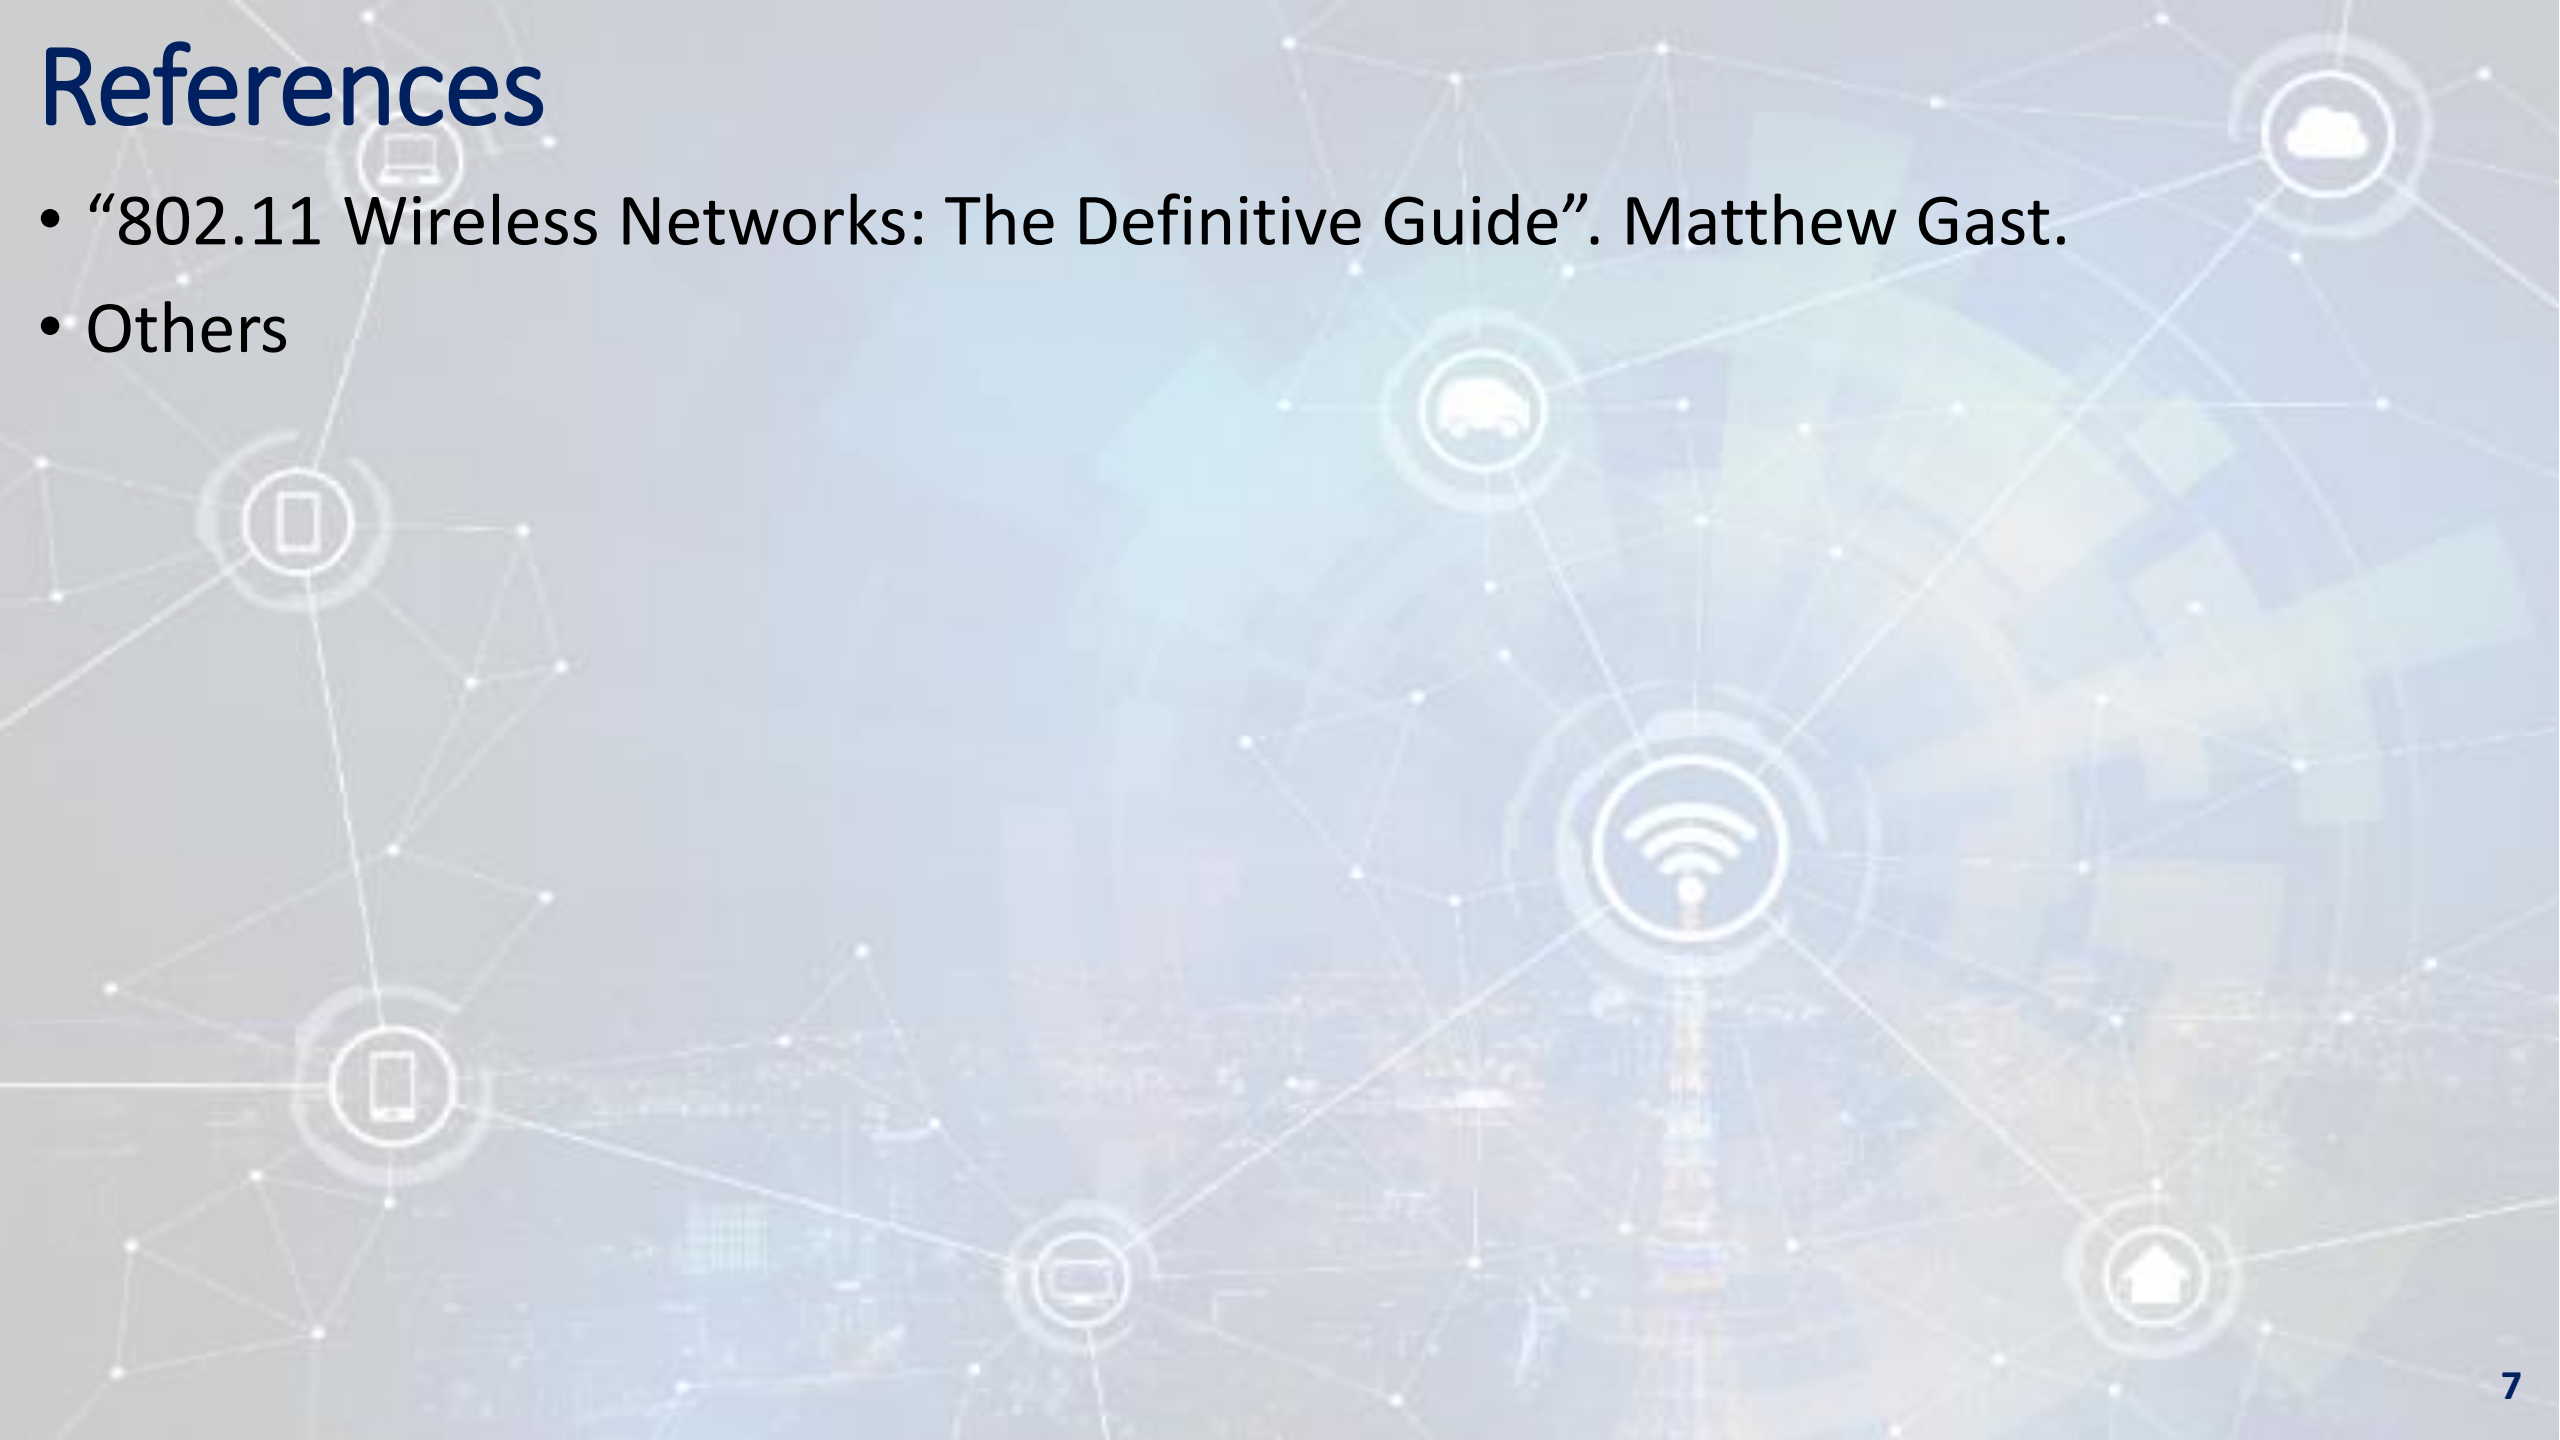 References
• “802.11 Wireless Networks: The Definitive Guide”. Matthew Gast.
• Others
7